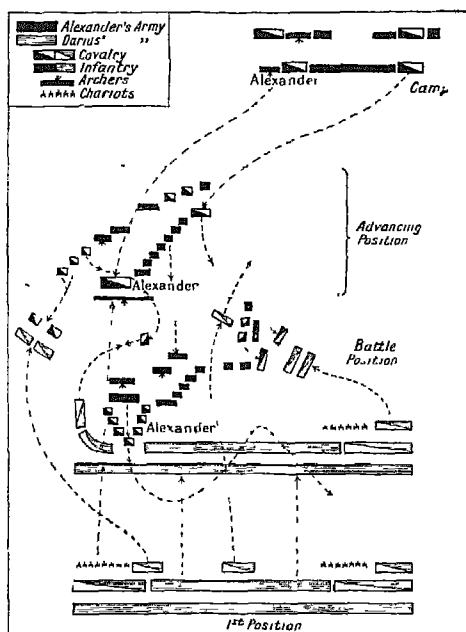 Alexander's Army
Darius' "
Cavalry
Infantry
Archers
Chariots
Alexander
Camp
Advancing
Position
Alexander
Battle
Position
Alexander
1st Position